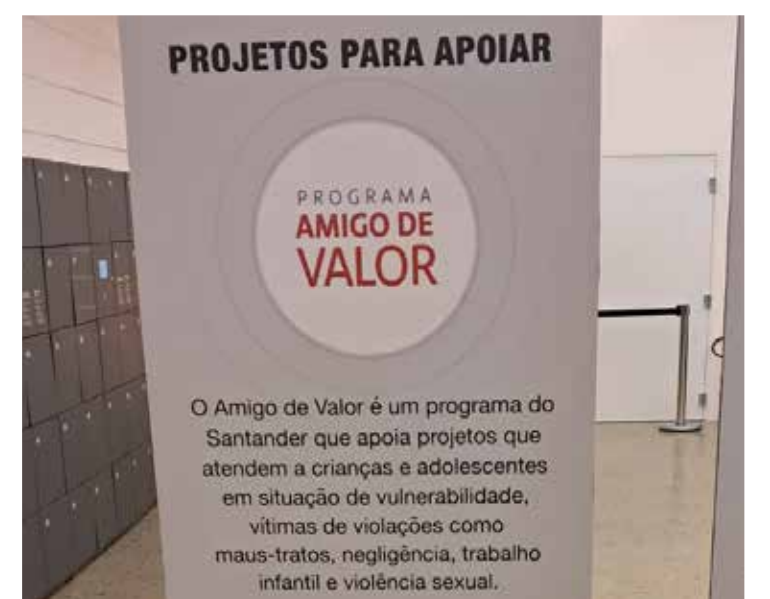 PROJETOS PARA APOIAR
PROGRAMA
AMIGO DE
VALOR
O Amigo de Valor é um programa do
Santander que apoia projetos que
atendem a crianças e adolescentes
em situação de vulnerabilidade,
vítimas de violações como
maus-tratos, negligência, trabalho
infantil e violência sexual.